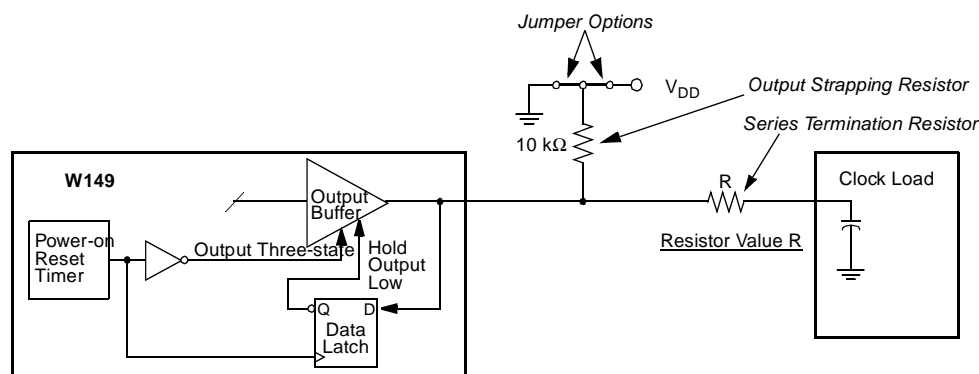 Jumper Options
V_DD
Output Strapping Resistor
10 kΩ
Series Termination Resistor
W149
Output
Buffer
R
Clock Load
Power-on
Reset
Timer
Output Three-state
Hold
Output
Low
Resistor Value R
Q
D
Data
Latch